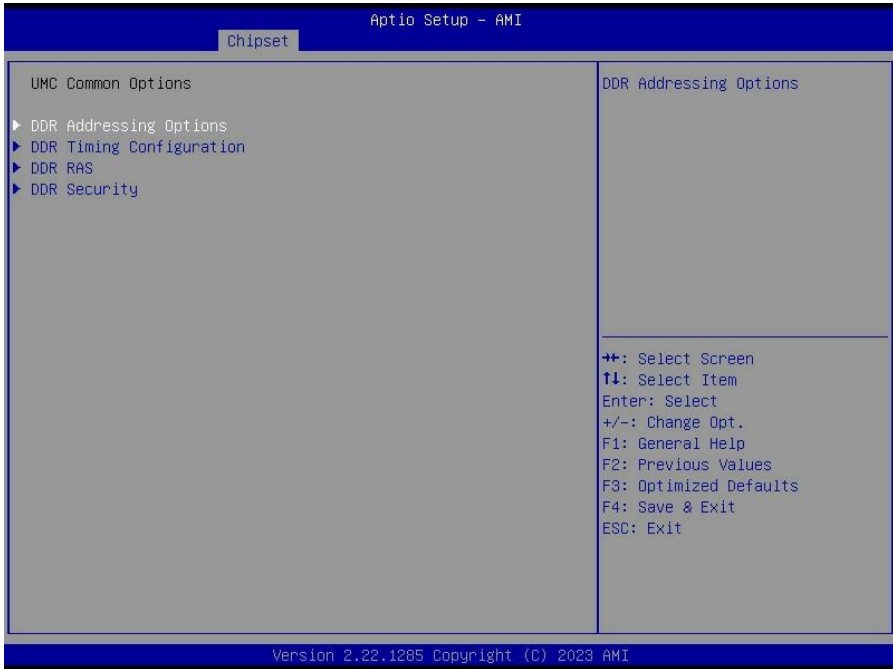 Aptio Setup – AMI
Chipset
UMC Common Options
▶ DDR Addressing Options
▶ DDR Timing Configuration
▶ DDR RAS
▶ DDR Security
DDR Addressing Options
→←: Select Screen
↑↓: Select Item
Enter: Select
+/-: Change Opt.
F1: General Help
F2: Previous Values
F3: Optimized Defaults
F4: Save & Exit
ESC: Exit
Version 2.22.1285 Copyright (C) 2023 AMI